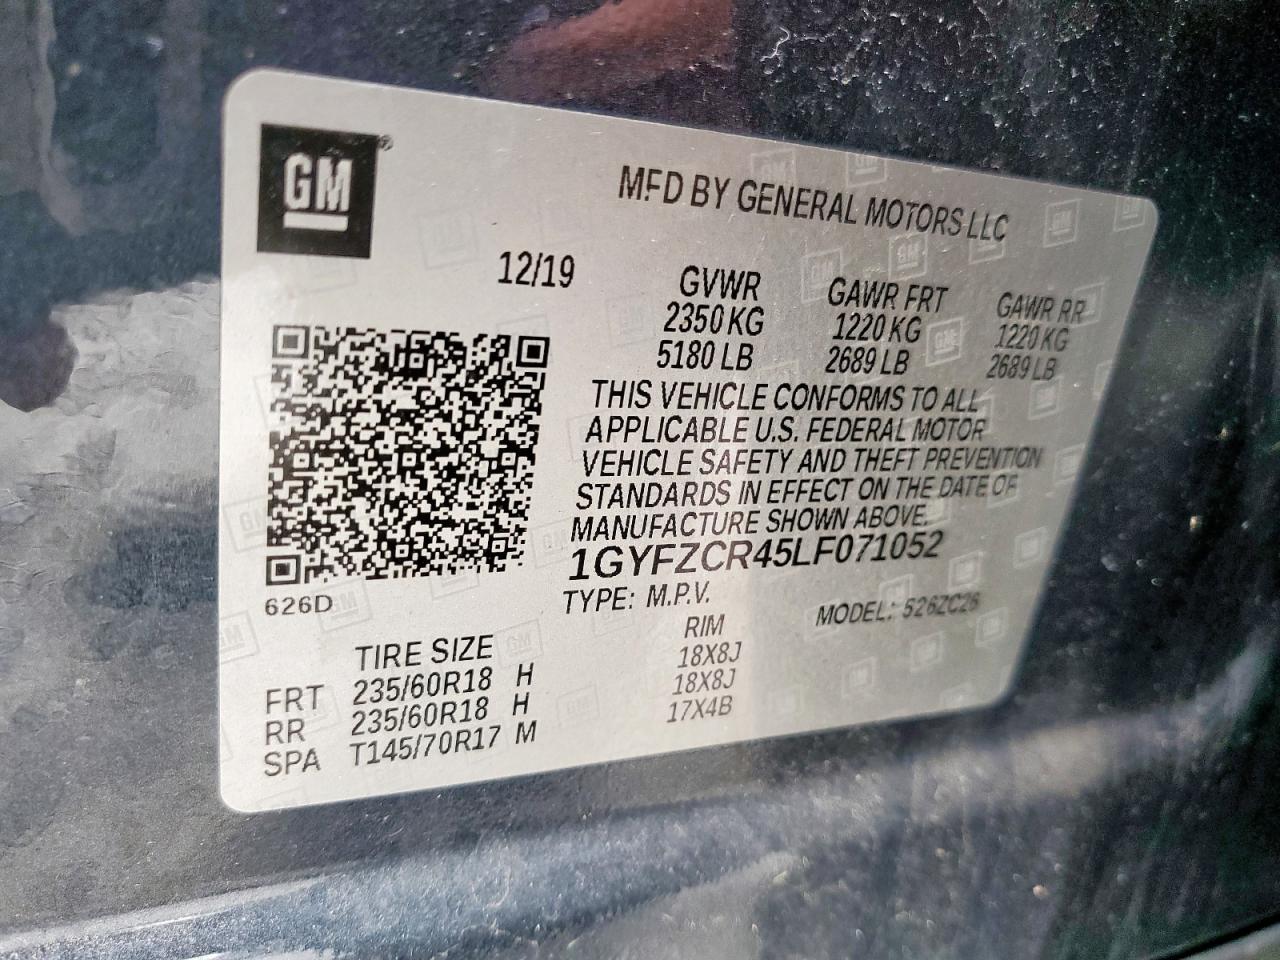 GM®
MFD BY GENERAL MOTORS LLC
12/19
GVWR GAWR FRT GAWR RR
2350 KG 1220 KG 1220 KG
5180 LB 2689 LB 2689 LB
THIS VEHICLE CONFORMS TO ALL
APPLICABLE U.S. FEDERAL MOTOR
VEHICLE SAFETY AND THEFT PREVENTION
STANDARDS IN EFFECT ON THE DATE OF
MANUFACTURE SHOWN ABOVE.
1GYFZCR45LF071052
626D
TYPE: M.P.V. MODEL: 526ZC26
TIRE SIZE RIM
FRT 235/60R18 H 18X8J
RR 235/60R18 H 18X8J
SPA T145/70R17 M 17X4B